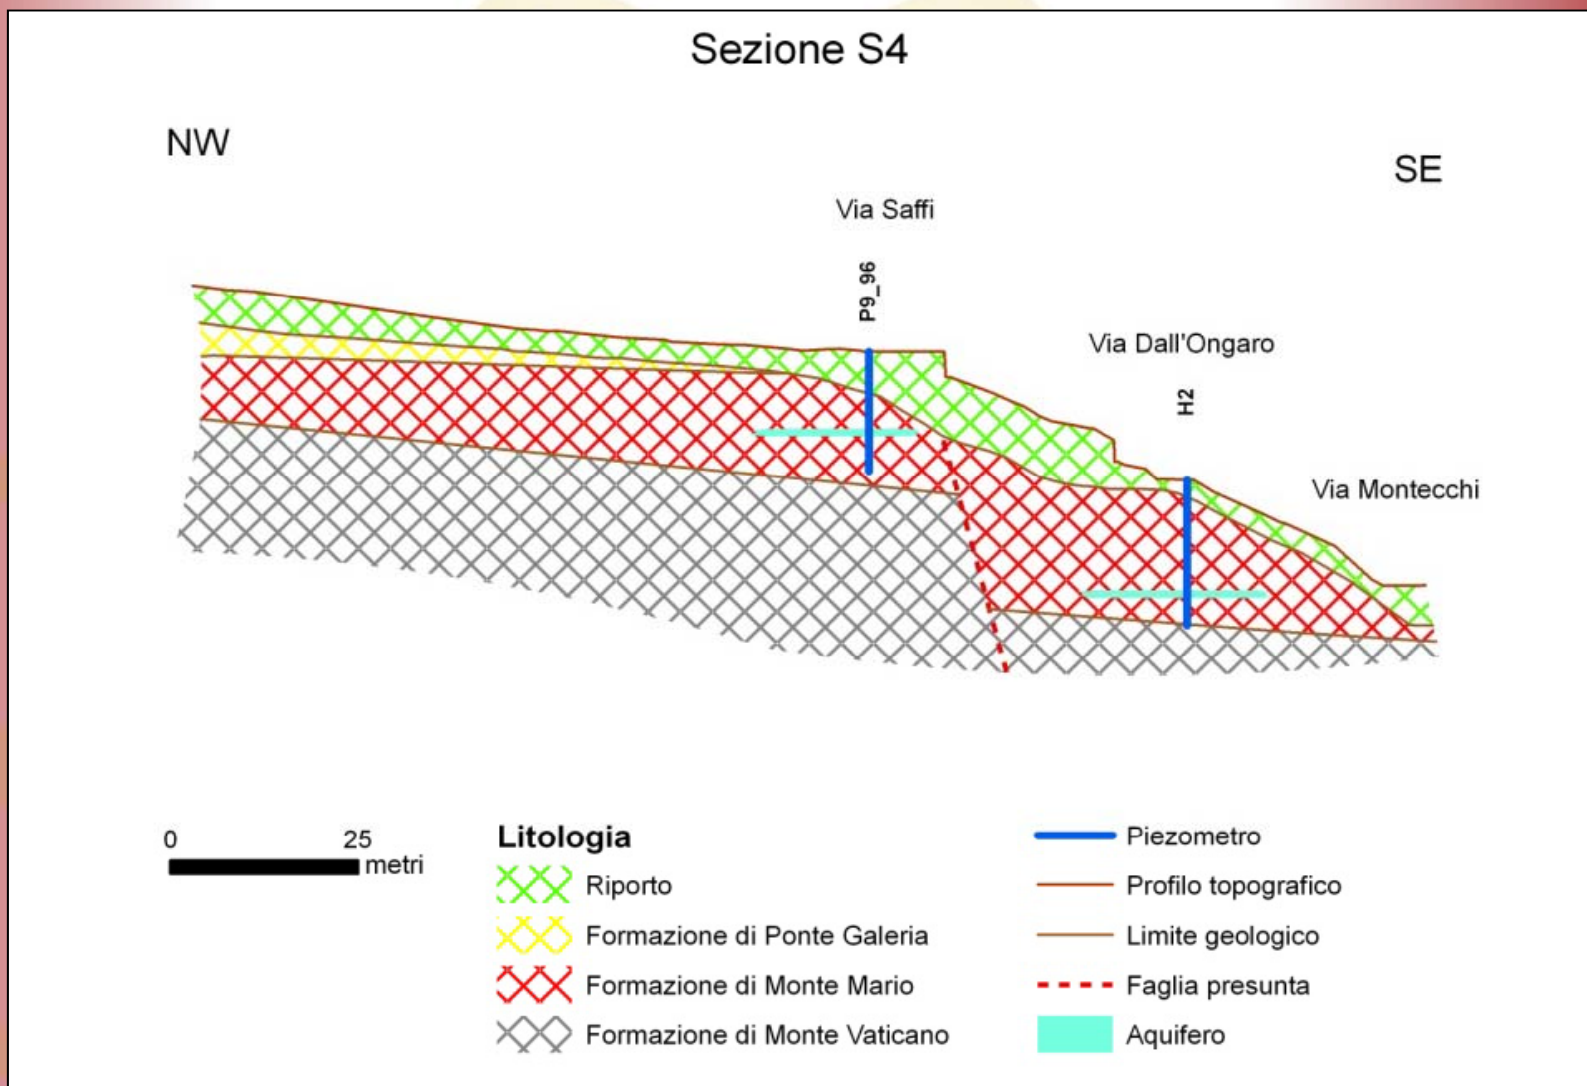 Sezione S4
NW
SE
Via Saffi
P9_96
Via Dall'Ongaro
H2
Via Montecchi
0 25
metri
Litologia
Riporto
Formazione di Ponte Galeria
Formazione di Monte Mario
Formazione di Monte Vaticano
Piezometro
Profilo topografico
Limite geologico
Faglia presunta
Aquifero